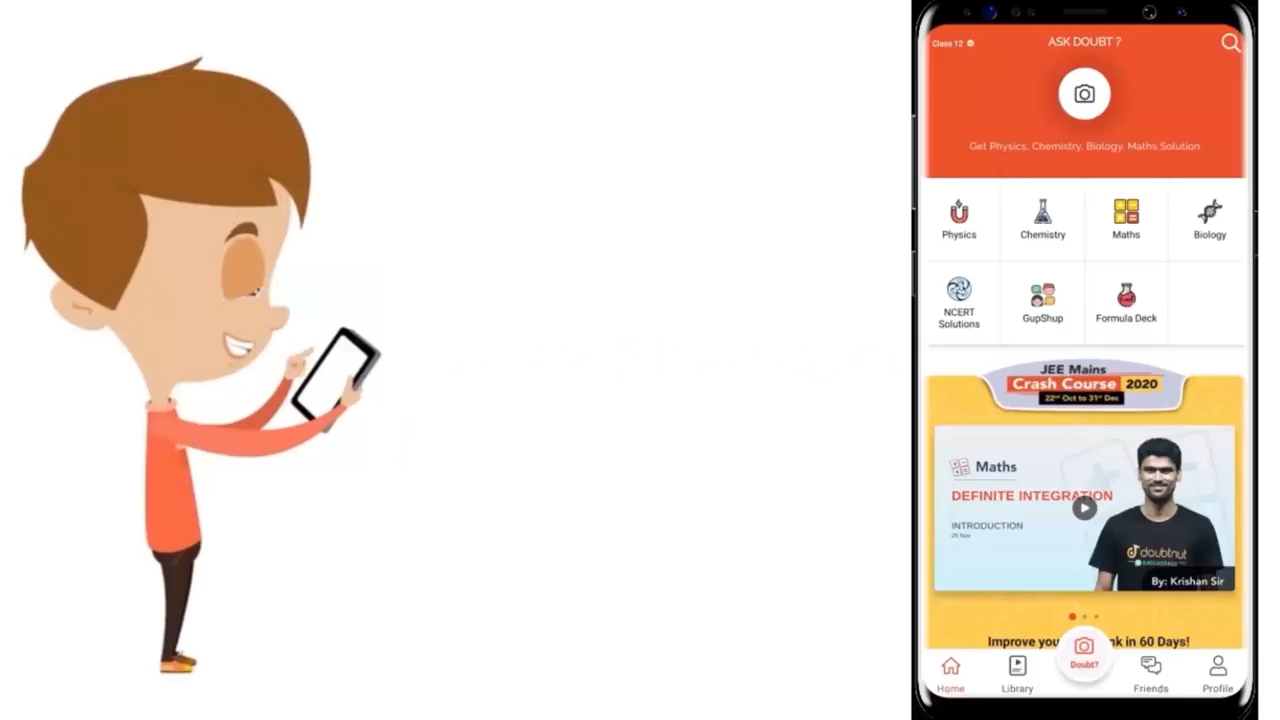 Class 12
ASK DOUBT ?
Get Physics, Chemistry, Biology, Maths Solution
Physics
Chemistry
Maths
Biology
NCERT
Solutions
GupShup
Formula Deck
JEE Mains
Crash Course 2020
22nd Oct to 31st Dec
Maths
DEFINITE INTEGRATION
INTRODUCTION
doubtnut
By: Krishan Sir
Improve you nk in 60 Days!
Doubt?
Home
Library
Friends
Profile